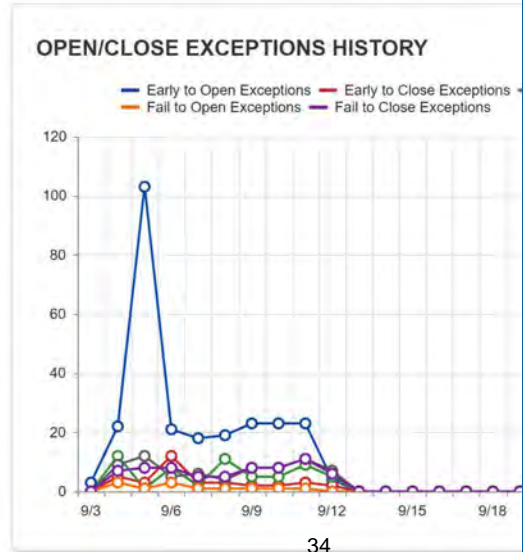 OPEN/CLOSE EXCEPTIONS HISTORY
Early to Open Exceptions Early to Close Exceptions
Fail to Open Exceptions Fail to Close Exceptions
120
100
80
60
40
20
0
9/3 9/6 9/9 9/12 9/15 9/18
34